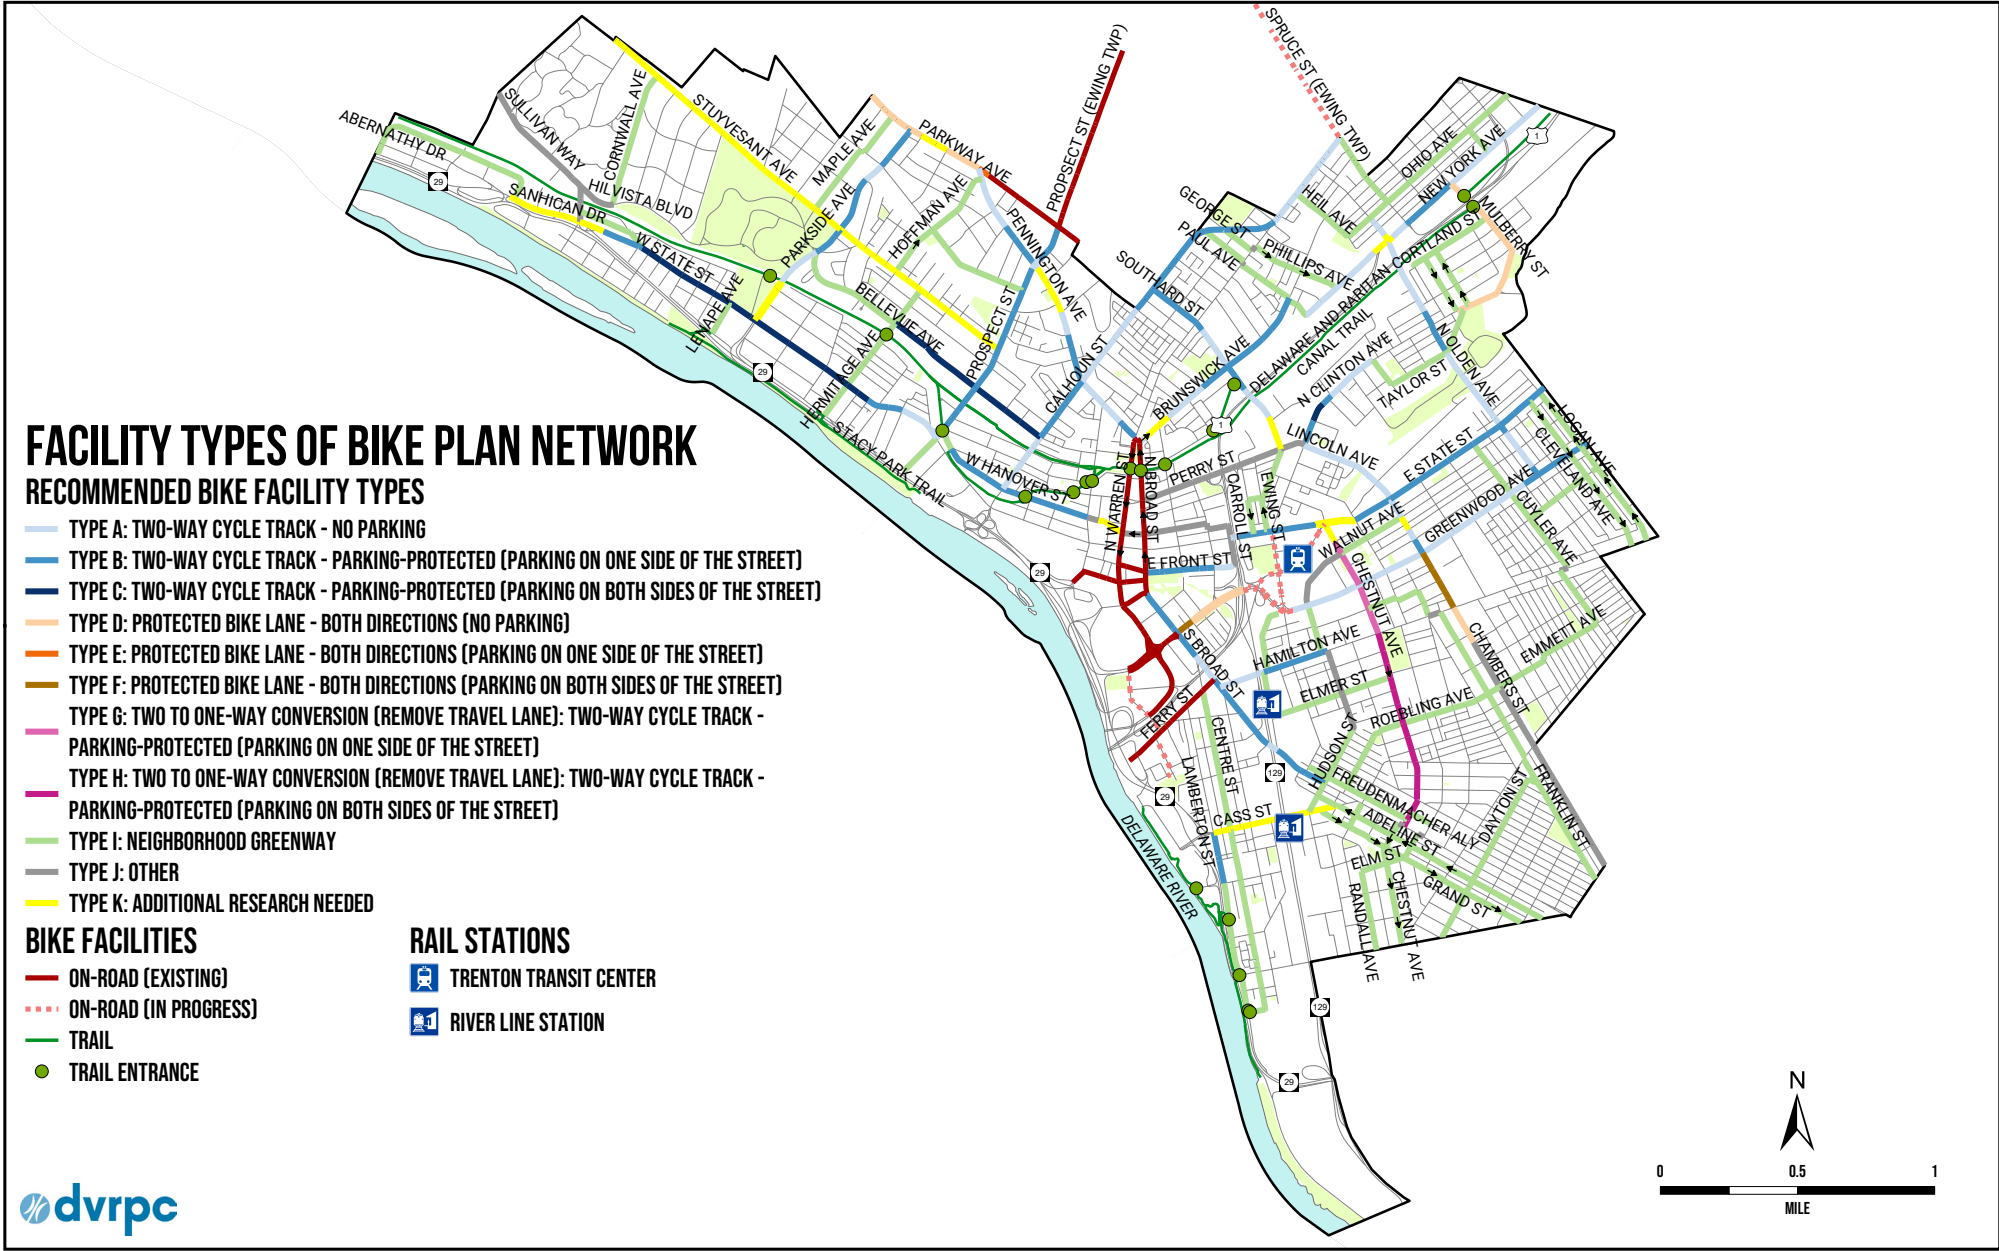 FACILITY TYPES OF BIKE PLAN NETWORK
RECOMMENDED BIKE FACILITY TYPES
TYPE A: TWO-WAY CYCLE TRACK - NO PARKING
TYPE B: TWO-WAY CYCLE TRACK - PARKING-PROTECTED (PARKING ON ONE SIDE OF THE STREET)
TYPE C: TWO-WAY CYCLE TRACK - PARKING-PROTECTED (PARKING ON BOTH SIDES OF THE STREET)
TYPE D: PROTECTED BIKE LANE - BOTH DIRECTIONS (NO PARKING)
TYPE E: PROTECTED BIKE LANE - BOTH DIRECTIONS (PARKING ON ONE SIDE OF THE STREET)
TYPE F: PROTECTED BIKE LANE - BOTH DIRECTIONS (PARKING ON BOTH SIDES OF THE STREET)
TYPE G: TWO TO ONE-WAY CONVERSION (REMOVE TRAVEL LANE): TWO-WAY CYCLE TRACK -
PARKING-PROTECTED (PARKING ON ONE SIDE OF THE STREET)
TYPE H: TWO TO ONE-WAY CONVERSION (REMOVE TRAVEL LANE): TWO-WAY CYCLE TRACK -
PARKING-PROTECTED (PARKING ON BOTH SIDES OF THE STREET)
TYPE I: NEIGHBORHOOD GREENWAY
TYPE J: OTHER
TYPE K: ADDITIONAL RESEARCH NEEDED
BIKE FACILITIES
ON-ROAD (EXISTING)
ON-ROAD (IN PROGRESS)
TRAIL
TRAIL ENTRANCE
RAIL STATIONS
TRENTON TRANSIT CENTER
RIVER LINE STATION
dvrpc
ABERNATHY DR
SULLIVAN WAY
CORNWALL AVE
HILVISTA BLVD
SANHICAN DR
STUYVESANT AVE
MAPLE AVE
PARKWAY AVE
PARKSIDE AVE
HOFFMAN AVE
PROPSECT ST (EWING TWP)
SPRUCE ST (EWING TWP)
PENNINGTON AVE
W STATE ST
LENAPE AVE
BELLEVUE AVE
HERMITAGE AVE
PROSPECT ST
STACY PARK TRAIL
W HANOVER ST
CALHOUN ST
SOUTHARD ST
GEORGE ST
PAUL AVE
PHILLIPS AVE
HEIL AVE
OHIO AVE
NEW YORK AVE
MULBERRY ST
CORTLAND ST
DELAWARE AND RARITAN
CANAL TRAIL
BRUNSWICK AVE
N CLINTON AVE
TAYLOR ST
N OLDEN AVE
LINCOLN AVE
PERRY ST
N WARREN ST
N BROAD ST
CARROLL ST
EWING ST
E FRONT ST
E STATE ST
WALNUT AVE
GREENWOOD AVE
CUYLER AVE
CLEVELAND AVE
LOGAN AVE
CHESTNUT AVE
CHAMBERS ST
EMMETT AVE
HAMILTON AVE
ELMER ST
ROEBLING AVE
S BROAD ST
FERRY ST
CENTRE ST
LAMBERTON ST
HUDSON ST
CASS ST
FREUDENMACHER ALY
ADELINE ST
ELM ST
GRAND ST
RANDALL AVE
CHESTNUT AVE
DAYTON ST
FRANKLIN ST
DELAWARE RIVER
29
29
29
29
29
129
129
1
1
N
0 0.5 1
MILE